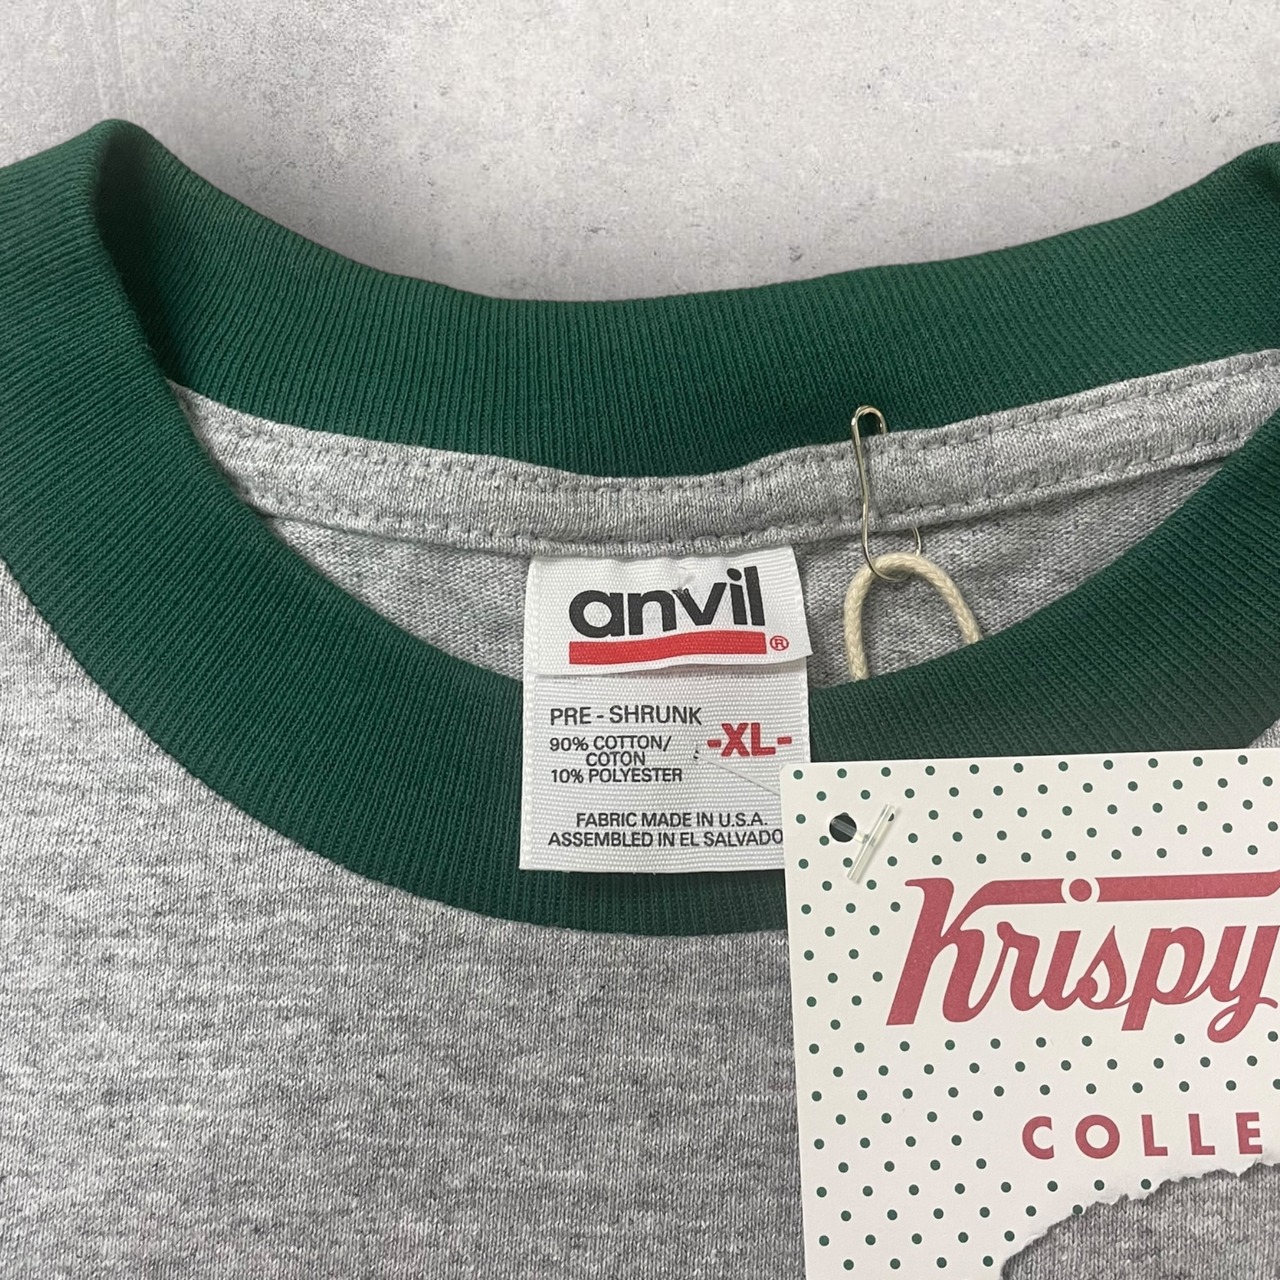 anvil®
PRE - SHRUNK
-XL-
90% COTTON/
COTON
10% POLYESTER
FABRIC MADE IN U.S.A.
ASSEMBLED IN EL SALVADO
Krispy
COLLE